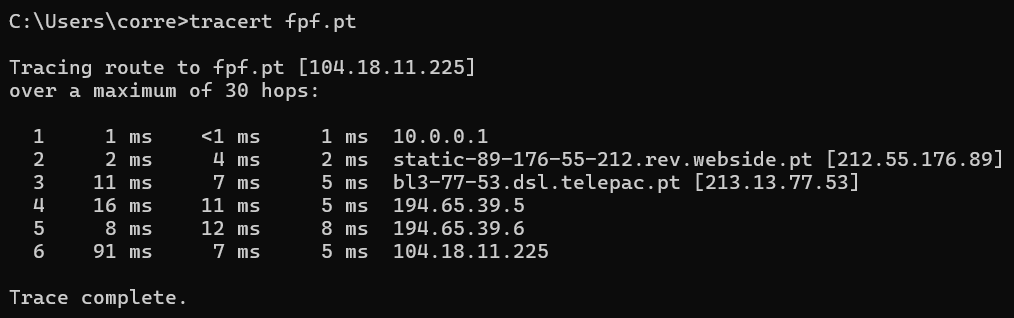 C:\Users\corre>tracert fpf.pt
Tracing route to fpf.pt [104.18.11.225]
over a maximum of 30 hops:
1 1 ms <1 ms 1 ms 10.0.0.1
2 2 ms 4 ms 2 ms static-89-176-55-212.rev.webside.pt [212.55.176.89]
3 11 ms 7 ms 5 ms bl3-77-53.dsl.telepac.pt [213.13.77.53]
4 16 ms 11 ms 5 ms 194.65.39.5
5 8 ms 12 ms 8 ms 194.65.39.6
6 91 ms 7 ms 5 ms 104.18.11.225
Trace complete.